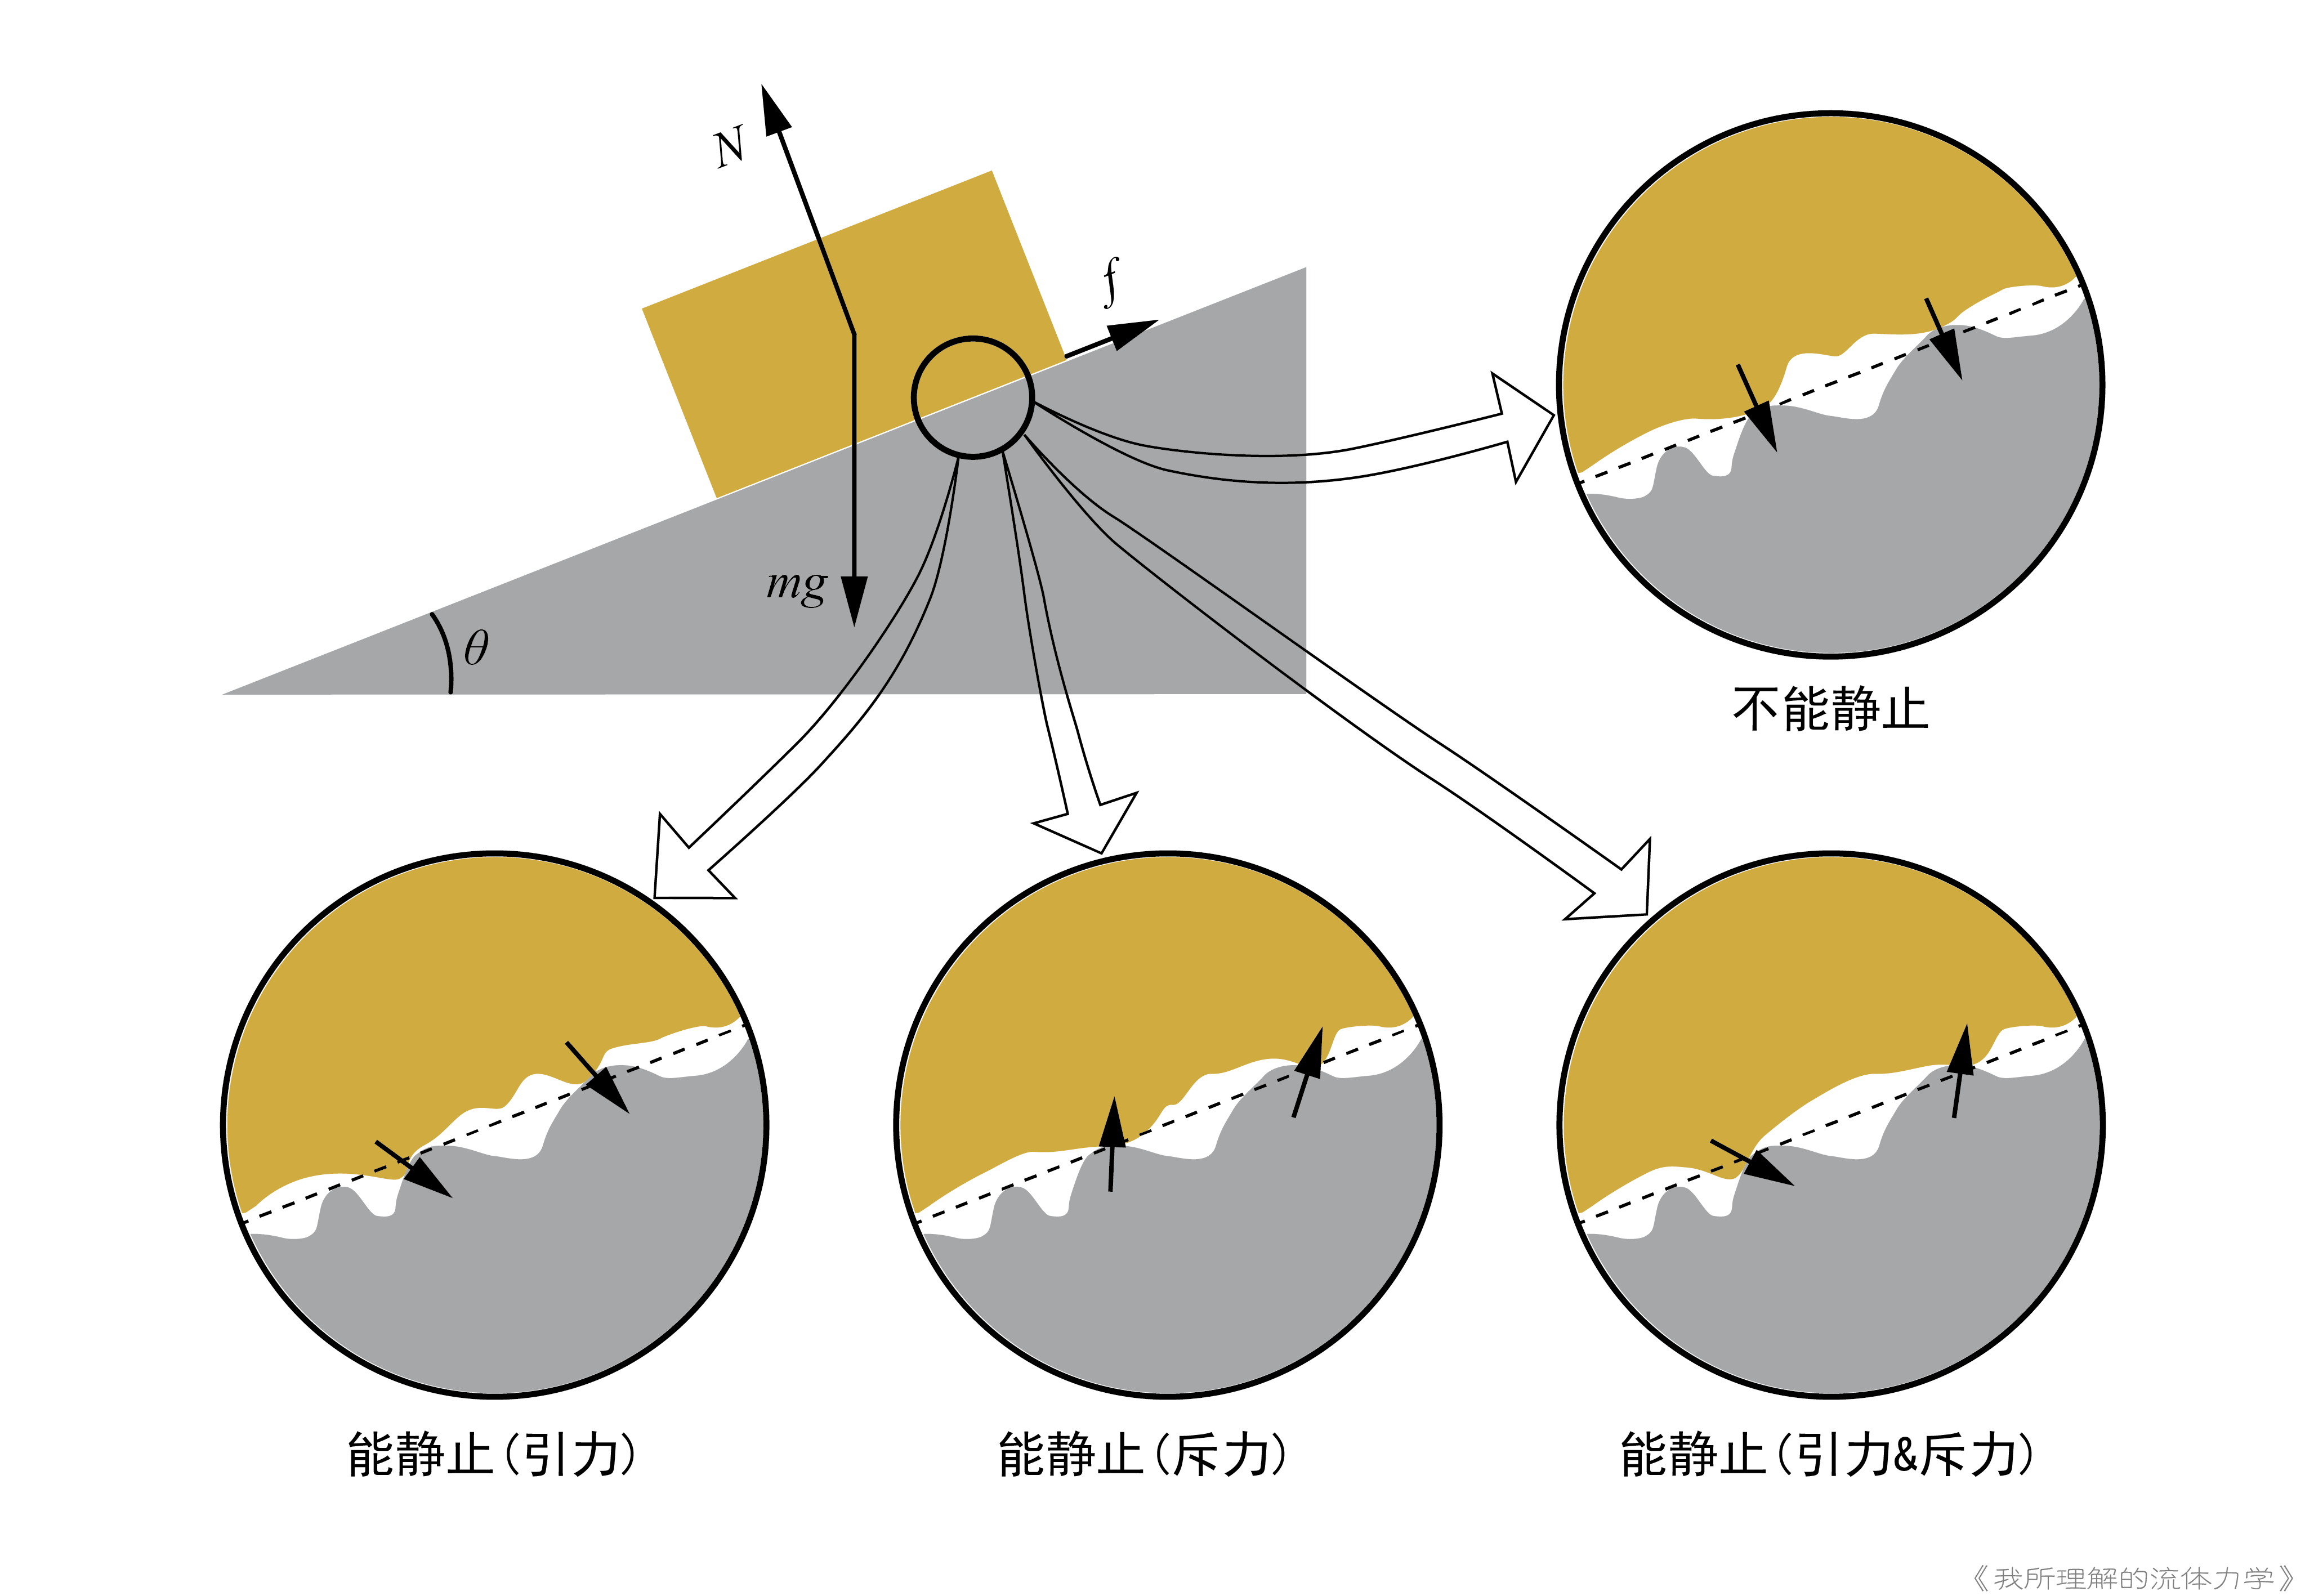 N
f
mg
θ
不能静止
能静止(引力)
能静止(斥力)
能静止(引力&斥力)
《我所理解的流体力学》